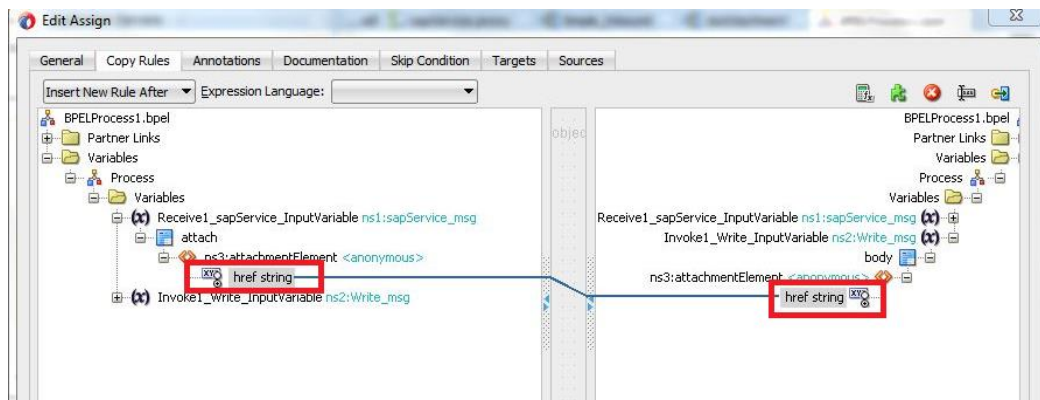 Edit Assign
General Copy Rules Annotations Documentation Skip Condition Targets Sources
Insert New Rule After Expression Language:
BPELProcess1.bpel
Partner Links
Variables
Process
Variables
Receive1_sapService_InputVariable ns1:sapService_msg
attach
ns3:attachmentElement <anonymous>
href string
Invoke1_Write_InputVariable ns2:Write_msg
objec
BPELProcess1.bpel
Partner Links
Variables
Process
Variables
Receive1_sapService_InputVariable ns1:sapService_msg
Invoke1_Write_InputVariable ns2:Write_msg
body
ns3:attachmentElement <anonymous>
href string